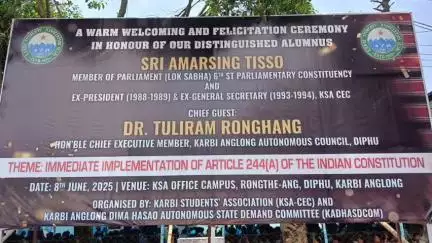 A WARM WELCOMING AND FELICITATION CEREMONY
IN HONOUR OF OUR DISTINGUISHED ALUMNUS
SRI AMARSING TISSO
MEMBER OF PARLIAMENT (LOK SABHA) 6TH ST PARLIAMENTARY CONSTITUENCY
AND
EX-PRESIDENT (1988-1989) & EX-GENERAL SECRETARY (1993-1994), KSA CEC
CHIEF GUEST:
DR. TULIRAM RONGHANG
HON'BLE CHIEF EXECUTIVE MEMBER, KARBI ANGLONG AUTONOMOUS COUNCIL, DIPHU
THEME: IMMEDIATE IMPLEMENTATION OF ARTICLE 244(A) OF THE INDIAN CONSTITUTION
DATE: 8TH JUNE, 2025 | VENUE: KSA OFFICE CAMPUS, RONGTHE-ANG, DIPHU, KARBI ANGLONG
ORGANISED BY: KARBI STUDENTS' ASSOCIATION (KSA-CEC) AND
KARBI ANGLONG DIMA HASAO AUTONOMOUS STATE DEMAND COMMITTEE (KADHASDCOM)